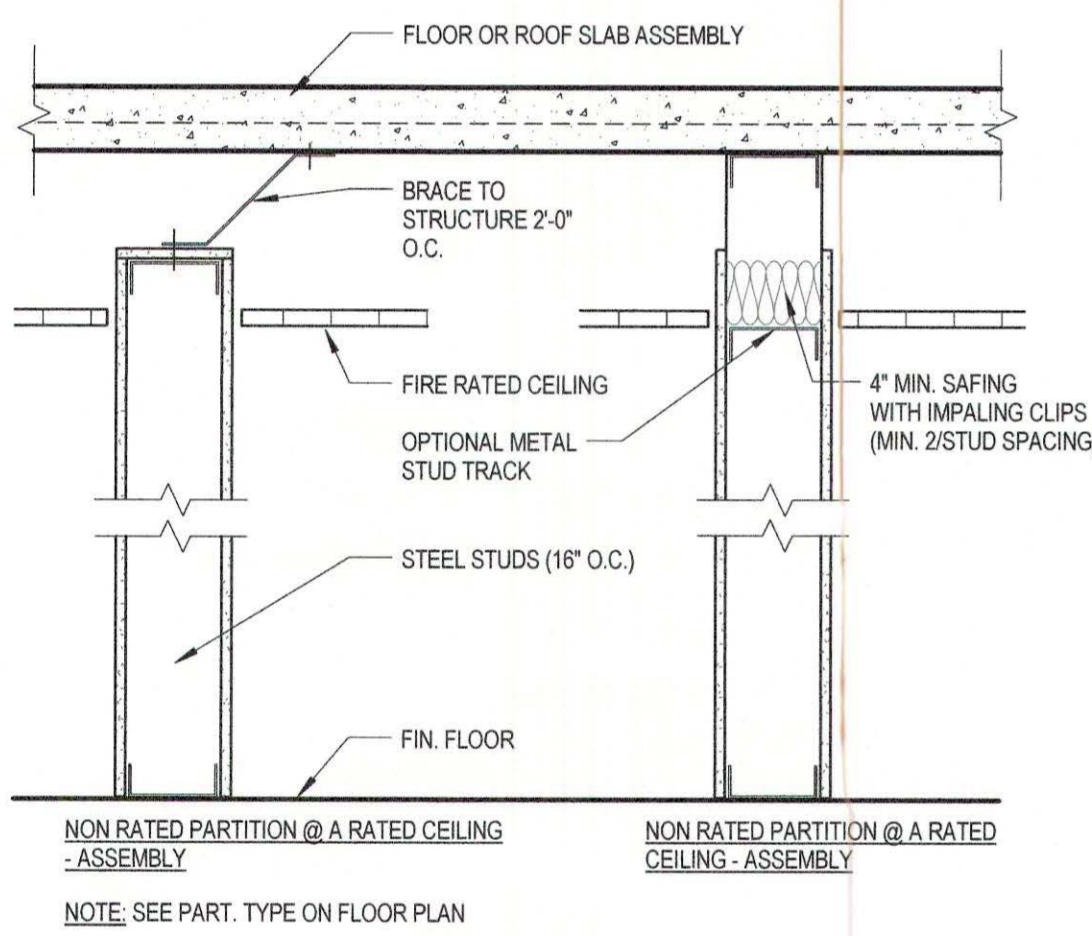 FLOOR OR ROOF SLAB ASSEMBLY
BRACE TO
STRUCTURE 2'-0"
O.C.
FIRE RATED CEILING
4" MIN. SAFING
WITH IMPALING CLIPS
(MIN. 2/STUD SPACING
OPTIONAL METAL
STUD TRACK
STEEL STUDS (16" O.C.)
FIN. FLOOR
NON RATED PARTITION @ A RATED CEILING
- ASSEMBLY
NON RATED PARTITION @ A RATED
CEILING - ASSEMBLY
NOTE: SEE PART. TYPE ON FLOOR PLAN